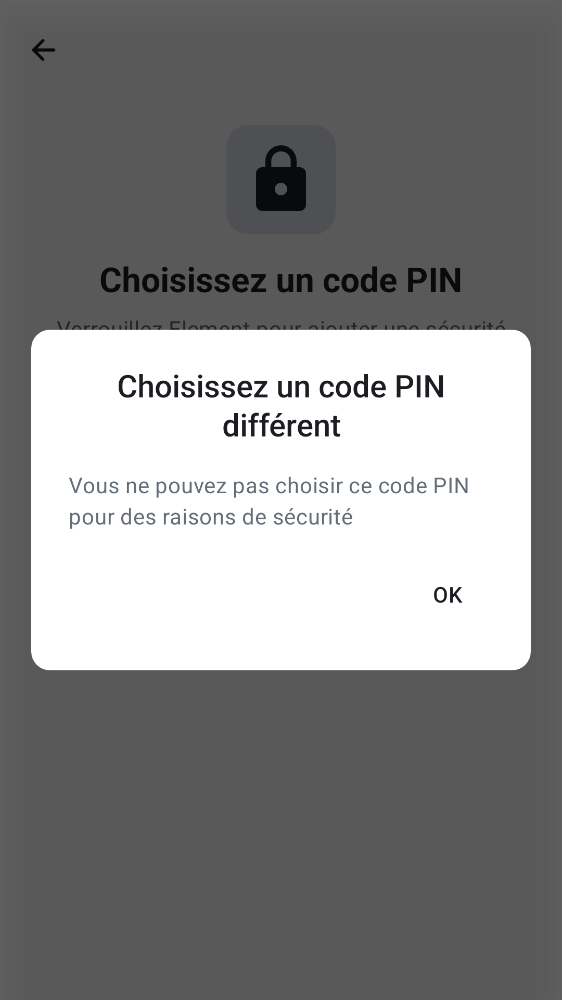 Choisissez un code PIN
Verrouillez Element pour ajouter une sécurité
Choisissez un code PIN
différent
Vous ne pouvez pas choisir ce code PIN
pour des raisons de sécurité
OK